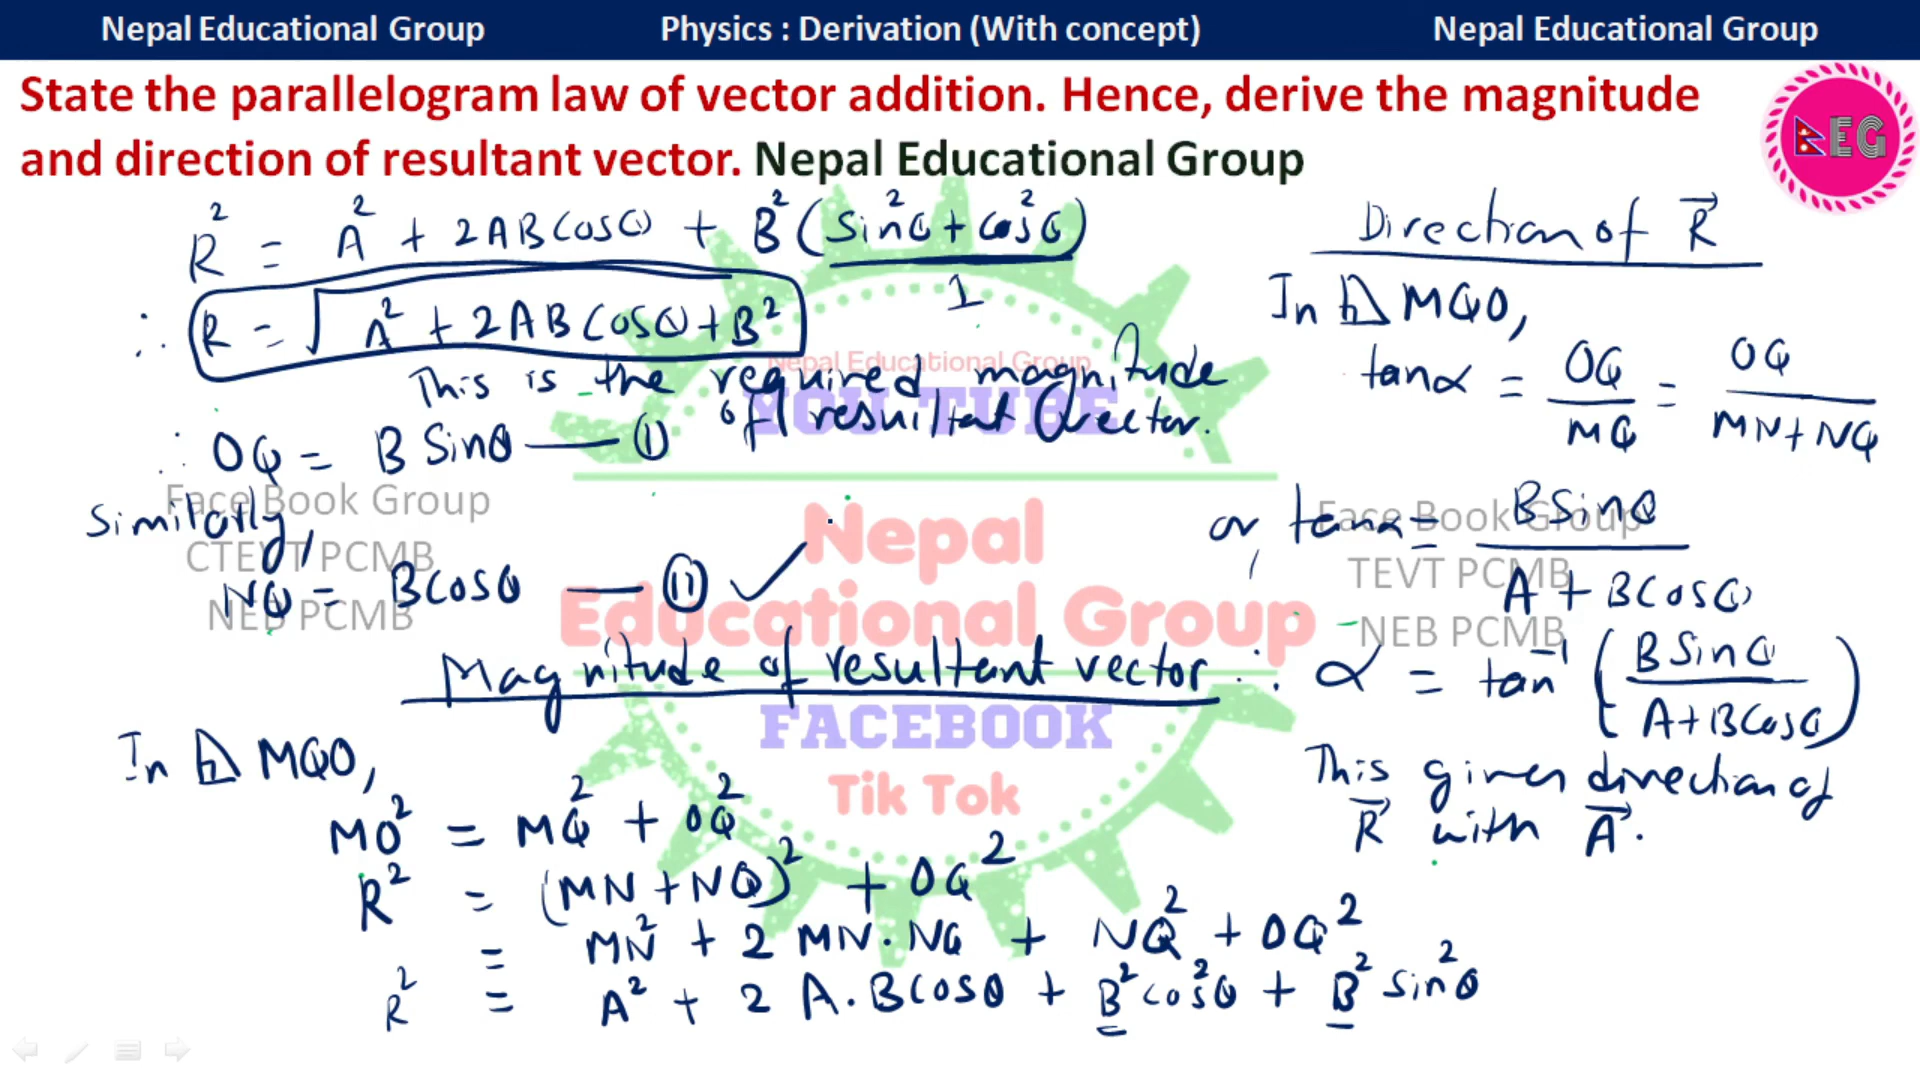 Nepal Educational Group
Physics : Derivation (With concept)
Nepal Educational Group
State the parallelogram law of vector addition. Hence, derive the magnitude
and direction of resultant vector. Nepal Educational Group
EG
R² = A² + 2ABCosθ + B² (Sin²θ + Cos²θ)
1
∴ R = √A² + 2ABCosθ + B²
This is the required magnitude
of resultant vector.
∴ OQ = B Sinθ — (i)
Similarly,
NQ = BCosθ — (ii) ✓
Magnitude of resultant vector
In ⊿ MQO,
MO² = MQ² + OQ²
R² = (MN + NQ)² + OQ²
= MN² + 2 MN · NQ + NQ² + OQ²
R² = A² + 2 A · BCosθ + B² cos²θ + B² Sin²θ
Direction of R⃗
In ⊿ MQO,
tanα = OQ/MQ = OQ/MN + NQ
or, tanα = BSinθ/A + BCosθ
∴ α = tan⁻¹ (BSinθ/A + BCosθ)
This gives direction of
R⃗ with A⃗.
Nepal Educational Group
YOU TUBE
Nepal
Educational Group
FACEBOOK
Tik Tok
Face Book Group
CTEVT PCMB
NEB PCMB
Face Book Group
TEVT PCMB
NEB PCMB